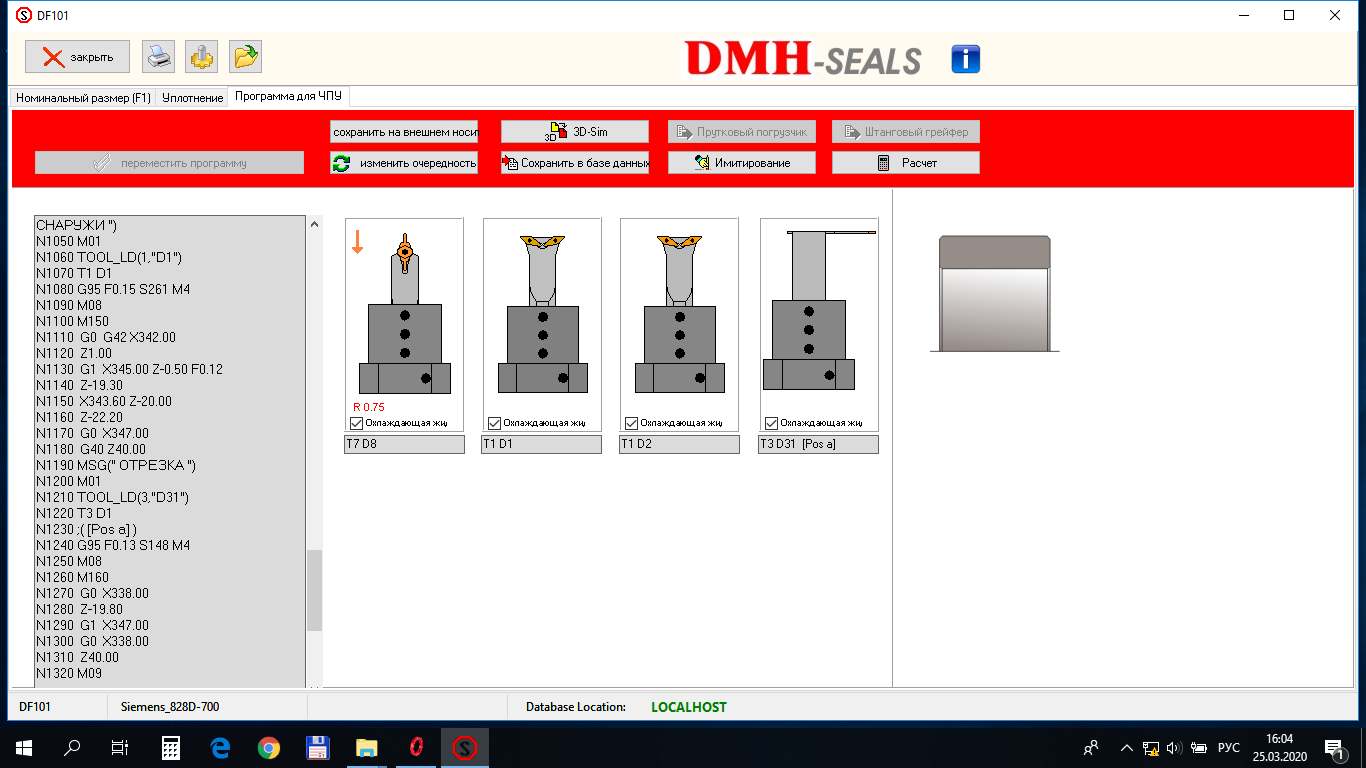 DF101
закрыть
DMH-SEALS
Номинальный размер (F1)
Уплотнение
Программа для ЧПУ
сохранить на внешнем носит
3D
3D-Sim
Прутковый погрузчик
Штанговый грейфер
переместить программу
изменить очередность
Сохранить в базе данных
Имитирование
Расчет
СНАРУЖИ ")
N1050 M01
N1060 TOOL_LD(1,"D1")
N1070 T1 D1
N1080 G95 F0.15 S261 M4
N1090 M08
N1100 M150
N1110 G0 G42 X342.00
N1120 Z1.00
N1130 G1 X345.00 Z-0.50 F0.12
N1140 Z-19.30
N1150 X343.60 Z-20.00
N1160 Z-22.20
N1170 G0 X347.00
N1180 G40 Z40.00
N1190 MSG(" ОТРЕЗКА ")
N1200 M01
N1210 TOOL_LD(3,"D31")
N1220 T3 D1
N1230 ;( [Pos a] )
N1240 G95 F0.13 S148 M4
N1250 M08
N1260 M160
N1270 G0 X338.00
N1280 Z-19.80
N1290 G1 X347.00
N1300 G0 X338.00
N1310 Z40.00
N1320 M09
R 0.75
Охлаждающая жи
T7 D8
Охлаждающая жи
T1 D1
Охлаждающая жи
T1 D2
Охлаждающая жи
T3 D31 [Pos a]
DF101
Siemens_828D-700
Database Location:
LOCALHOST
РУС
16:04
25.03.2020
1